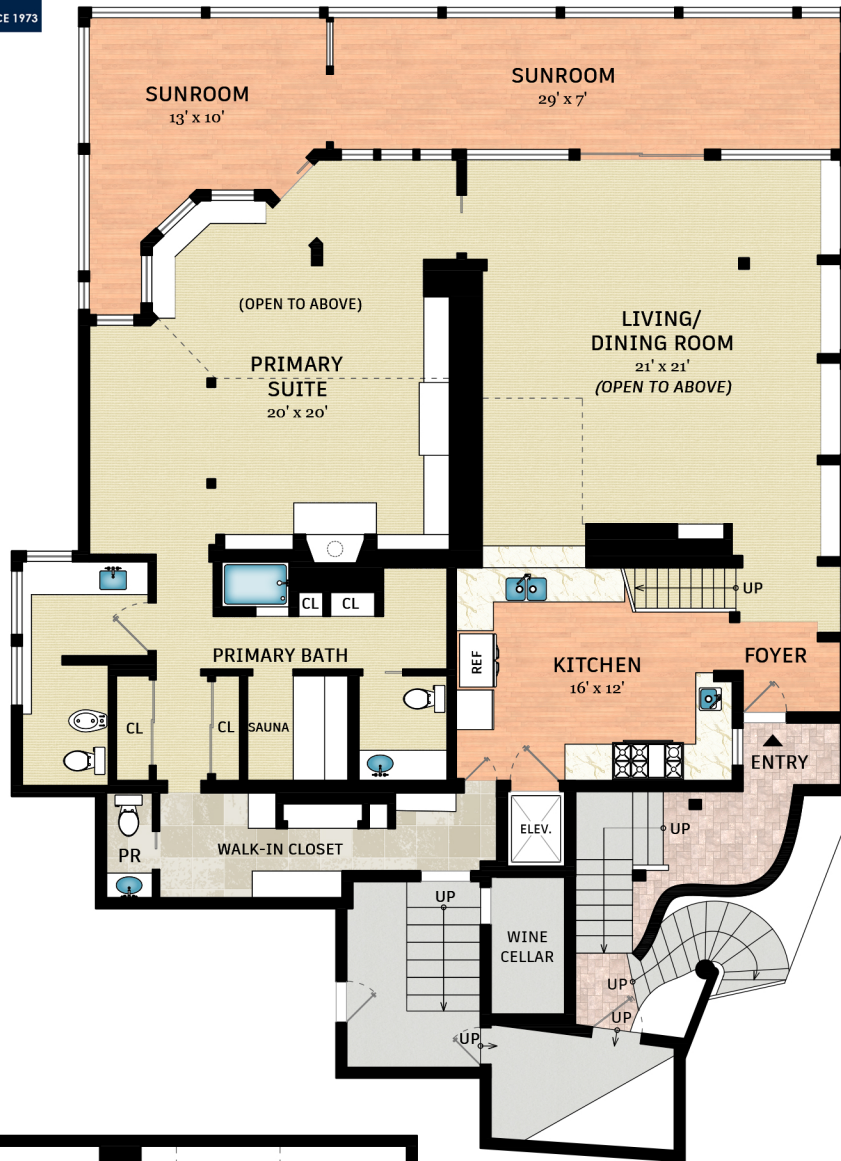 CE 1973
SUNROOM
13' x 10'
SUNROOM
29' x 7'
(OPEN TO ABOVE)
PRIMARY
SUITE
20' x 20'
LIVING/
DINING ROOM
21' x 21'
(OPEN TO ABOVE)
UP
CL
CL
PRIMARY BATH
REF
KITCHEN
16' x 12'
FOYER
CL
CL
SAUNA
ENTRY
PR
WALK-IN CLOSET
ELEV.
UP
UP
WINE
CELLAR
UP
UP
UP